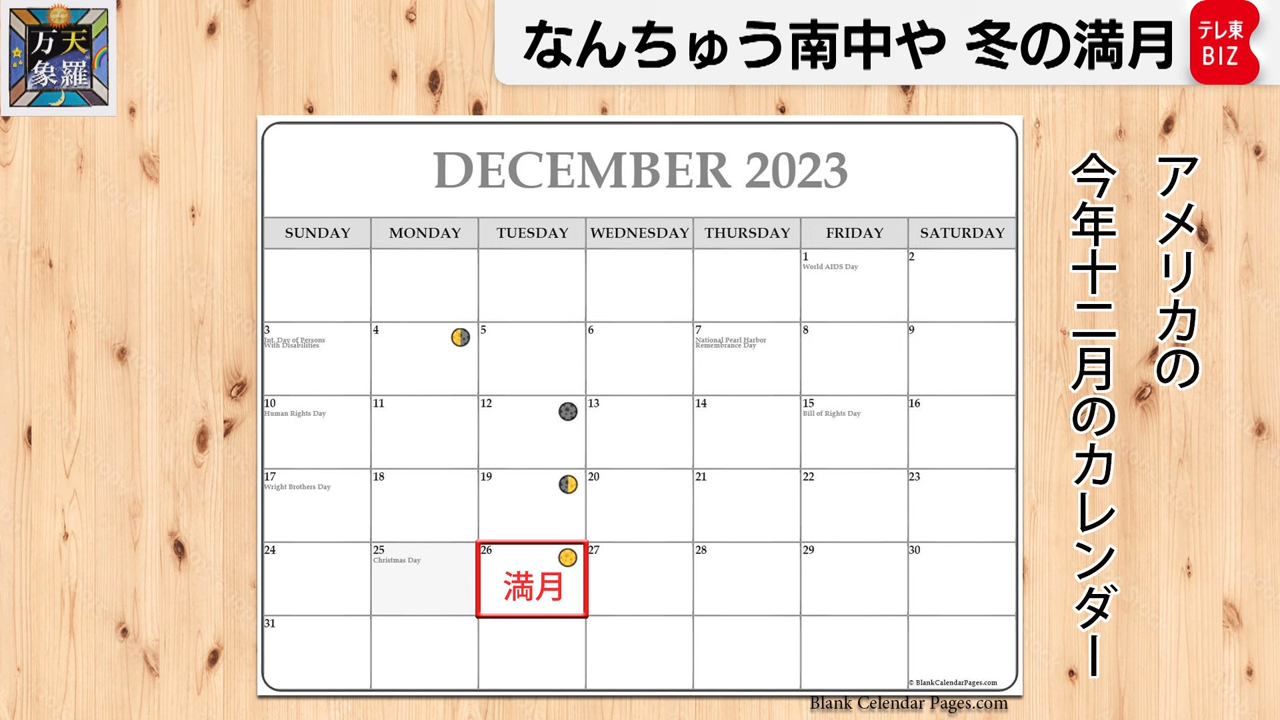 天羅
万象
なんちゅう南中や 冬の満月
テレ東
BIZ
アメリカの
今年十二月のカレンダー
DECEMBER 2023
SUNDAY MONDAY TUESDAY WEDNESDAY THURSDAY FRIDAY SATURDAY
1 2
World AIDS Day
3 4 5 6 7 8 9
Int. Day of Persons
With Disabilities
National Pearl Harbor
Remembrance Day
10 11 12 13 14 15 16
Human Rights Day Bill of Rights Day
17 18 19 20 21 22 23
Wright Brothers Day
24 25 26 27 28 29 30
Christmas Day
満月
31
© BlankCalendarPages.com
Blank Celendar Pages.com